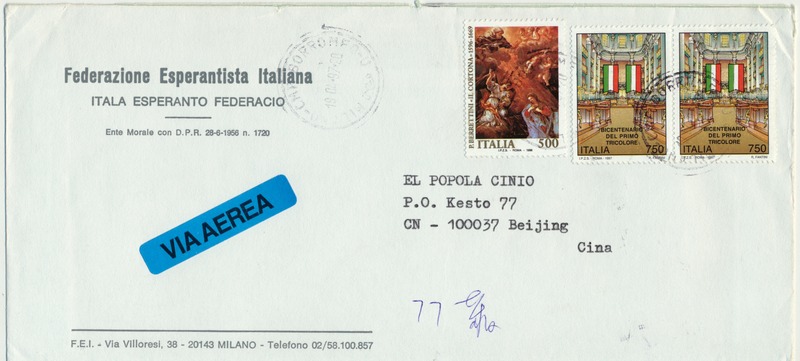 Federazione Esperantista Italiana
ITALA ESPERANTO FEDERACIO
Ente Morale con D.P.R. 28-6-1956 n. 1720
P. BERRETTINI "IL CORTONA" 1596-1669
ITALIA 500
BICENTENARIO
DEL PRIMO
TRICOLORE
ITALIA 750
BICENTENARIO
DEL PRIMO
TRICOLORE
ITALIA 750
EL POPOLA CINIO
P.O. Kesto 77
CN - 100037 Beijing
Cina
VIA AEREA
77
F.E.I. - Via Villoresi, 38 - 20143 MILANO - Telefono 02/58.100.857